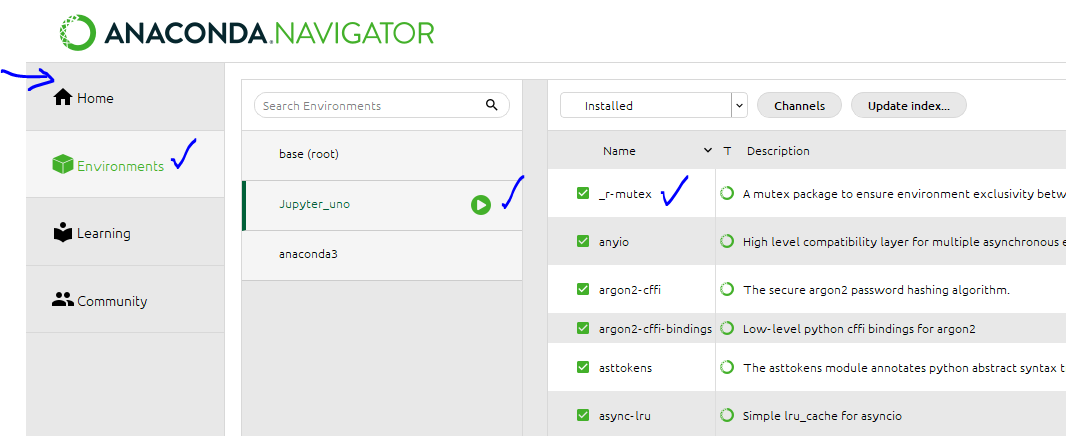 ANACONDA.NAVIGATOR
Home
Environments
Learning
Community
Search Environments
base (root)
Jupyter_uno
anaconda3
Installed
Channels
Update index...
Name T Description
_r-mutex A mutex package to ensure environment exclusivity betw
anyio High level compatibility layer for multiple asynchronous e
argon2-cffi The secure argon2 password hashing algorithm.
argon2-cffi-bindings Low-level python cffi bindings for argon2
asttokens The asttokens module annotates python abstract syntax t
async-lru Simple lru_cache for asyncio